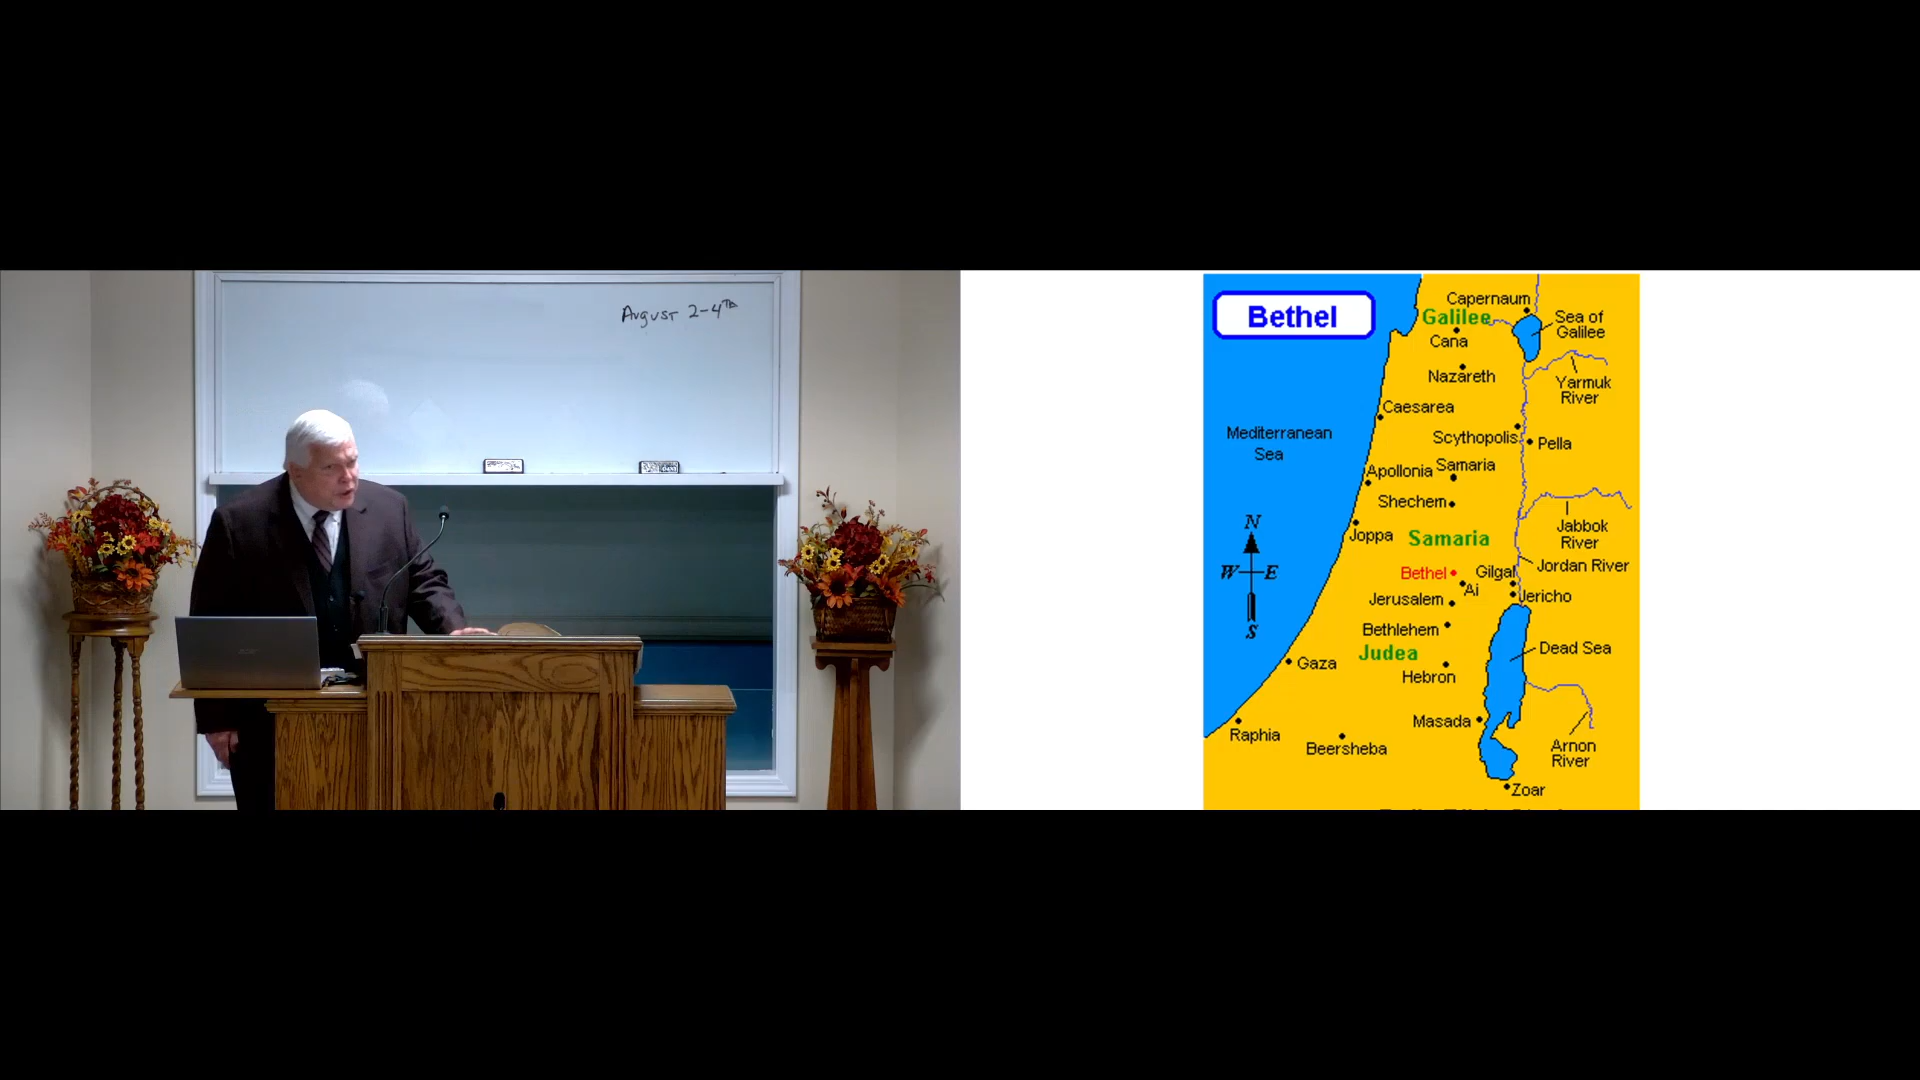 August 2-4th
Bethel
Capernaum
Galilee
Sea of
Galilee
Cana
Nazareth
Yarmuk
River
Caesarea
Mediterranean
Sea
Scythopolis
Pella
Apollonia
Samaria
Shechem
N
Joppa
Samaria
Jabbok
River
W
E
Bethel
Gilgal
Jordan River
Ai
Jerusalem
Jericho
S
Bethlehem
Judea
Dead Sea
Gaza
Hebron
Masada
Raphia
Beersheba
Arnon
River
Zoar